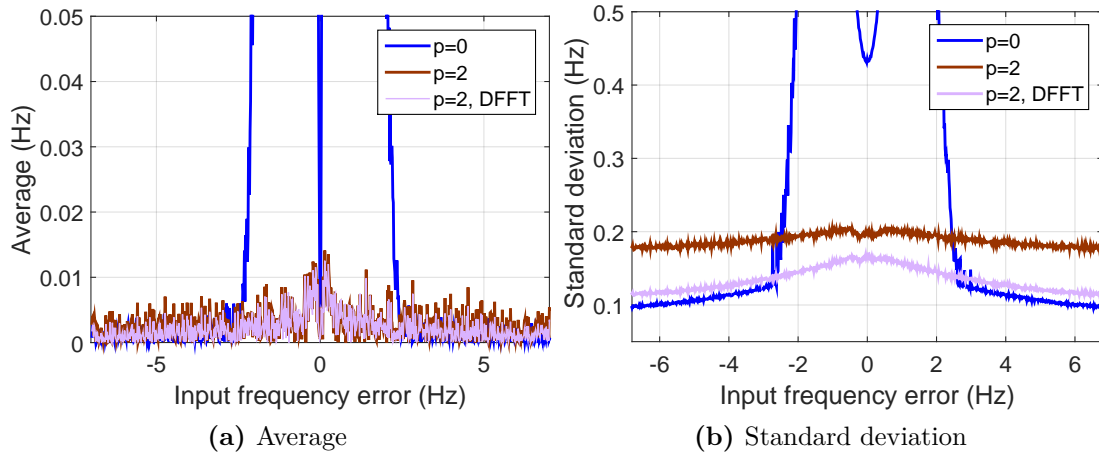 0.05
0.04
0.03
0.02
0.01
0
Average (Hz)
p=0
p=2
p=2, DFFT
-5
0
5
Input frequency error (Hz)
(a) Average
0.5
0.4
0.3
0.2
0.1
Standard deviation (Hz)
p=0
p=2
p=2, DFFT
-6
-4
-2
0
2
4
6
Input frequency error (Hz)
(b) Standard deviation